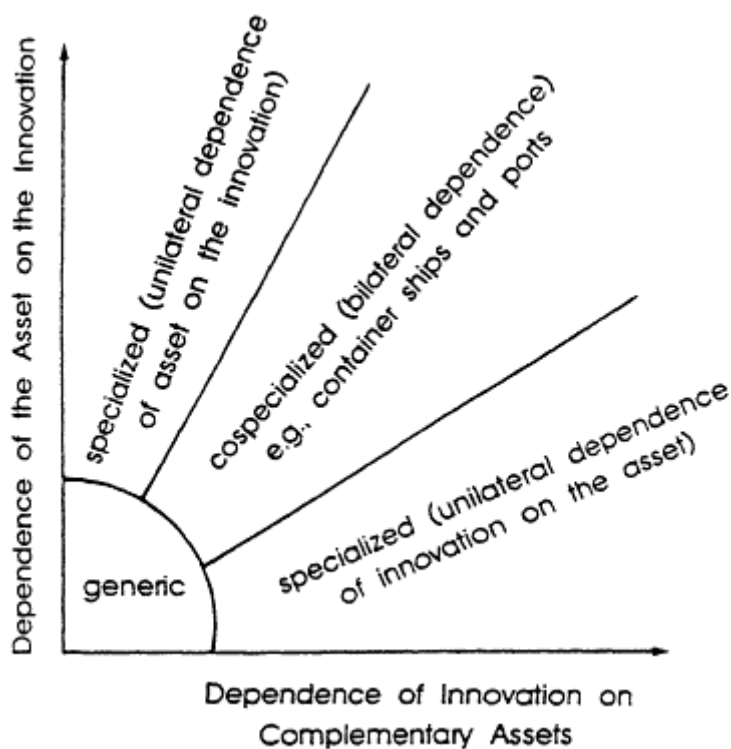 Dependence of the Asset on the Innovation
specialized (unilateral dependence
of asset on the innovation)
cospecialized (bilateral dependence)
e.g., container ships and ports
specialized (unilateral dependence
of innovation on the asset)
generic
Dependence of Innovation on
Complementary Assets